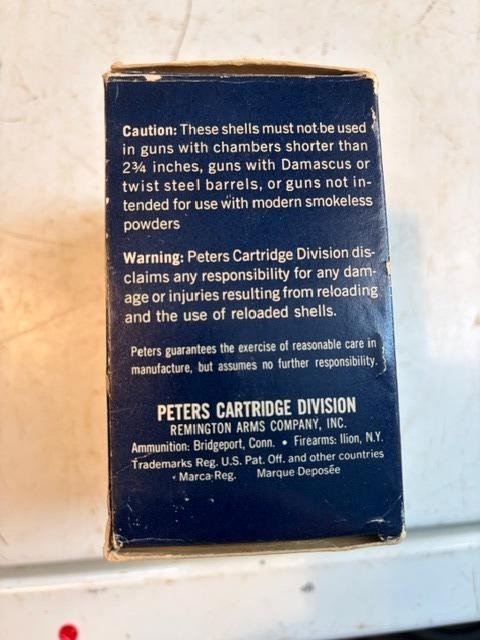 Caution: These shells must not be used
in guns with chambers shorter than
2¾ inches, guns with Damascus or
twist steel barrels, or guns not in-
tended for use with modern smokeless
powders
Warning: Peters Cartridge Division dis-
claims any responsibility for any dam-
age or injuries resulting from reloading
and the use of reloaded shells.
Peters guarantees the exercise of reasonable care in
manufacture, but assumes no further responsibility.
PETERS CARTRIDGE DIVISION
REMINGTON ARMS COMPANY, INC.
Ammunition: Bridgeport, Conn. • Firearms: Ilion, N.Y.
Trademarks Reg. U.S. Pat. Off. and other countries
Marca Reg. Marque Deposée